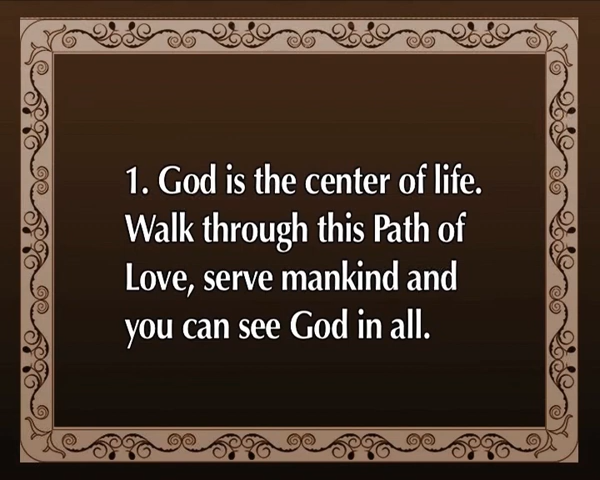 1. God is the center of life.
Walk through this Path of
Love, serve mankind and
you can see God in all.